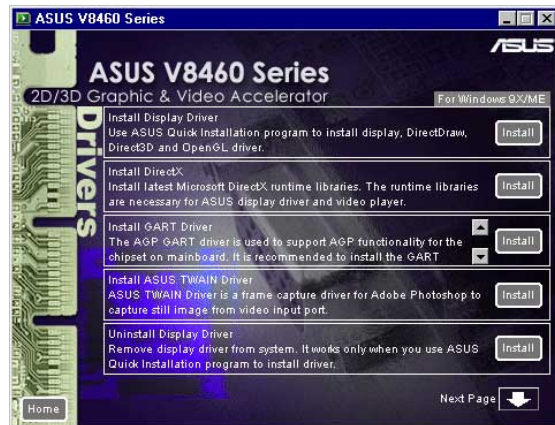 ASUS V8460 Series
ASUS
ASUS V8460 Series
2D/3D Graphic & Video Accelerator
For Windows 9X/ME
Drivers
Install Display Driver
Use ASUS Quick Installation program to install display, DirectDraw,
Direct3D and OpenGL driver.
Install
Install DirectX
Install latest Microsoft DirectX runtime libraries. The runtime libraries
are necessary for ASUS display driver and video player.
Install
Install GART Driver
The AGP GART driver is used to support AGP functionality for the
chipset on mainboard. It is recommended to install the GART
Install
Install ASUS TWAIN Driver
ASUS TWAIN Driver is a frame capture driver for Adobe Photoshop to
capture still image from video input port.
Install
Uninstall Display Driver
Remove display driver from system. It works only when you use ASUS
Quick Installation program to install driver.
Install
Next Page
Home